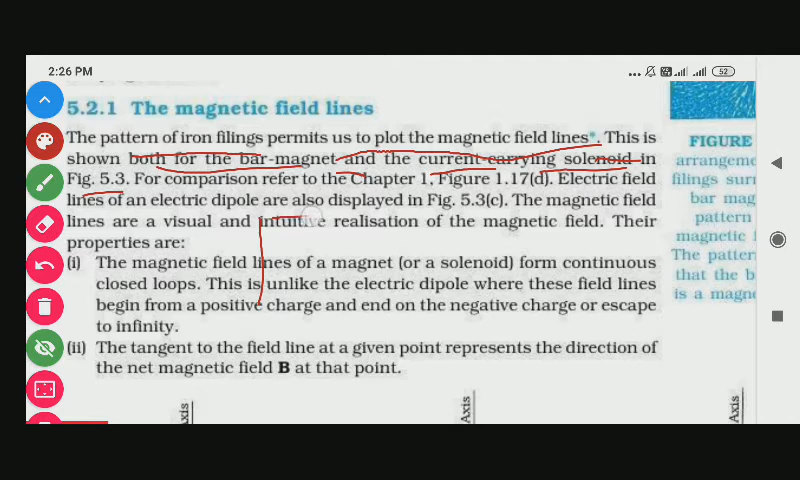 2:26 PM
52
5.2.1 The magnetic field lines
The pattern of iron filings permits us to plot the magnetic field lines*. This is
shown both for the bar-magnet and the current-carrying solenoid in
Fig. 5.3. For comparison refer to the Chapter 1, Figure 1.17(d). Electric field
lines of an electric dipole are also displayed in Fig. 5.3(c). The magnetic field
lines are a visual and intuitive realisation of the magnetic field. Their
properties are:
(i) The magnetic field lines of a magnet (or a solenoid) form continuous
closed loops. This is unlike the electric dipole where these field lines
begin from a positive charge and end on the negative charge or escape
to infinity.
(ii) The tangent to the field line at a given point represents the direction of
the net magnetic field B at that point.
FIGURE
arrangeme
filings surr
bar mag
pattern
magnetic
The patter
that the b
is a magne
Axis
Axis
Axis